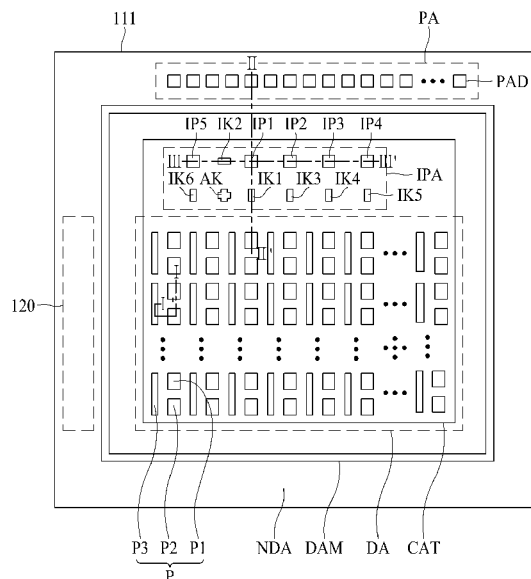 111
PA
II
PAD
IP5 IK2 IP1 IP2 IP3 IP4
III III'
IPA
IK6 AK IK1 IK3 IK4 IK5
II'
I
I'
120
P3 P2 P1 NDA DAM DA CAT
P